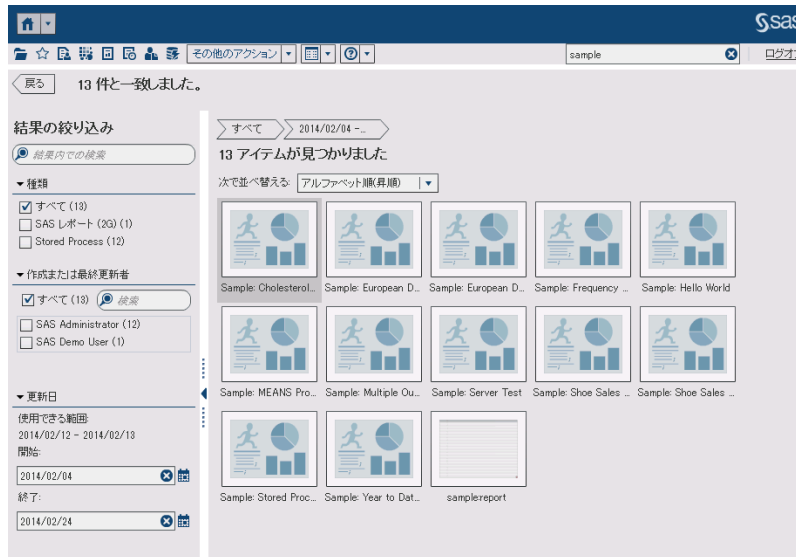 sas
その他のアクション
sample
ログオフ
戻る
13 件と一致しました。
結果の絞り込み
結果内での検索
種類
すべて (13)
SAS レポート (2G) (1)
Stored Process (12)
作成または最終更新者
すべて (13)
検索
SAS Administrator (12)
SAS Demo User (1)
更新日
使用できる範囲:
2014/02/12 - 2014/02/13
開始:
2014/02/04
終了:
2014/02/24
すべて
2014/02/04 -...
13 アイテムが見つかりました
次で並べ替える:
アルファベット順(昇順)
Sample: Cholesterol...
Sample: European D...
Sample: European D...
Sample: Frequency ...
Sample: Hello World
Sample: MEANS Pro...
Sample: Multiple Ou...
Sample: Server Test
Sample: Shoe Sales ...
Sample: Shoe Sales ...
Sample: Stored Proc...
Sample: Year to Dat...
samplereport